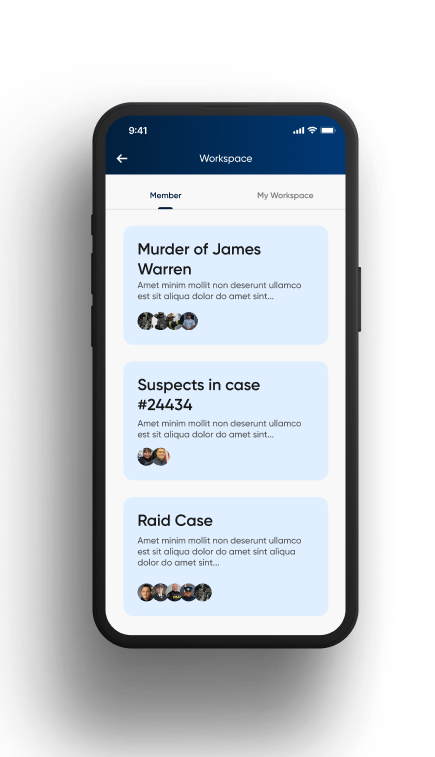 9:41
Workspace
Member
My Workspace
Murder of James
Warren
Amet minim mollit non deserunt ullamco
est sit aliqua dolor do amet sint...
Suspects in case
#24434
Amet minim mollit non deserunt ullamco
est sit aliqua dolor do amet sint...
Raid Case
Amet minim mollit non deserunt ullamco
est sit aliqua dolor do amet sint aliqua
dolor do amet sint...